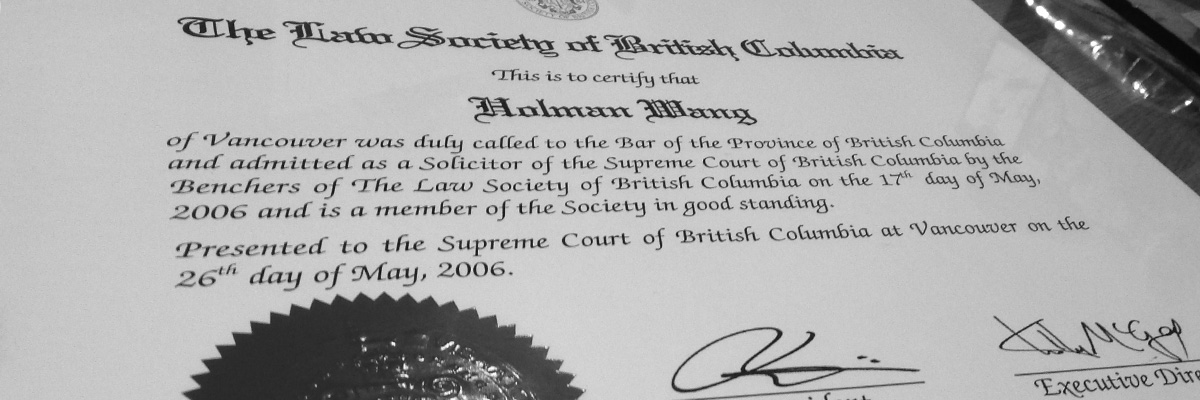 The Law Society of British Columbia
This is to certify that
Holman Wang
of Vancouver was duly called to the Bar of the Province of British Columbia
and admitted as a Solicitor of the Supreme Court of British Columbia by the
Benchers of The Law Society of British Columbia on the 17th day of May,
2006 and is a member of the Society in good standing.
Presented to the Supreme Court of British Columbia at Vancouver on the
26th day of May, 2006.
Executive